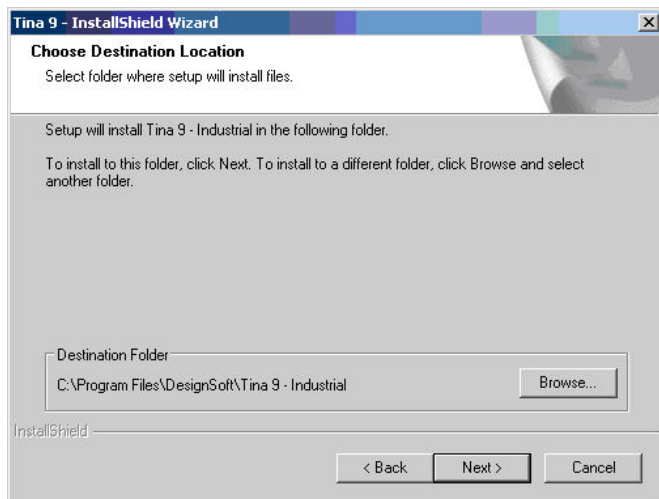 Tina 9 - InstallShield Wizard
Choose Destination Location
Select folder where setup will install files.
Setup will install Tina 9 - Industrial in the following folder.
To install to this folder, click Next. To install to a different folder, click Browse and select
another folder.
Destination Folder
C:\Program Files\DesignSoft\Tina 9 - Industrial
Browse...
InstallShield
< Back
Next >
Cancel